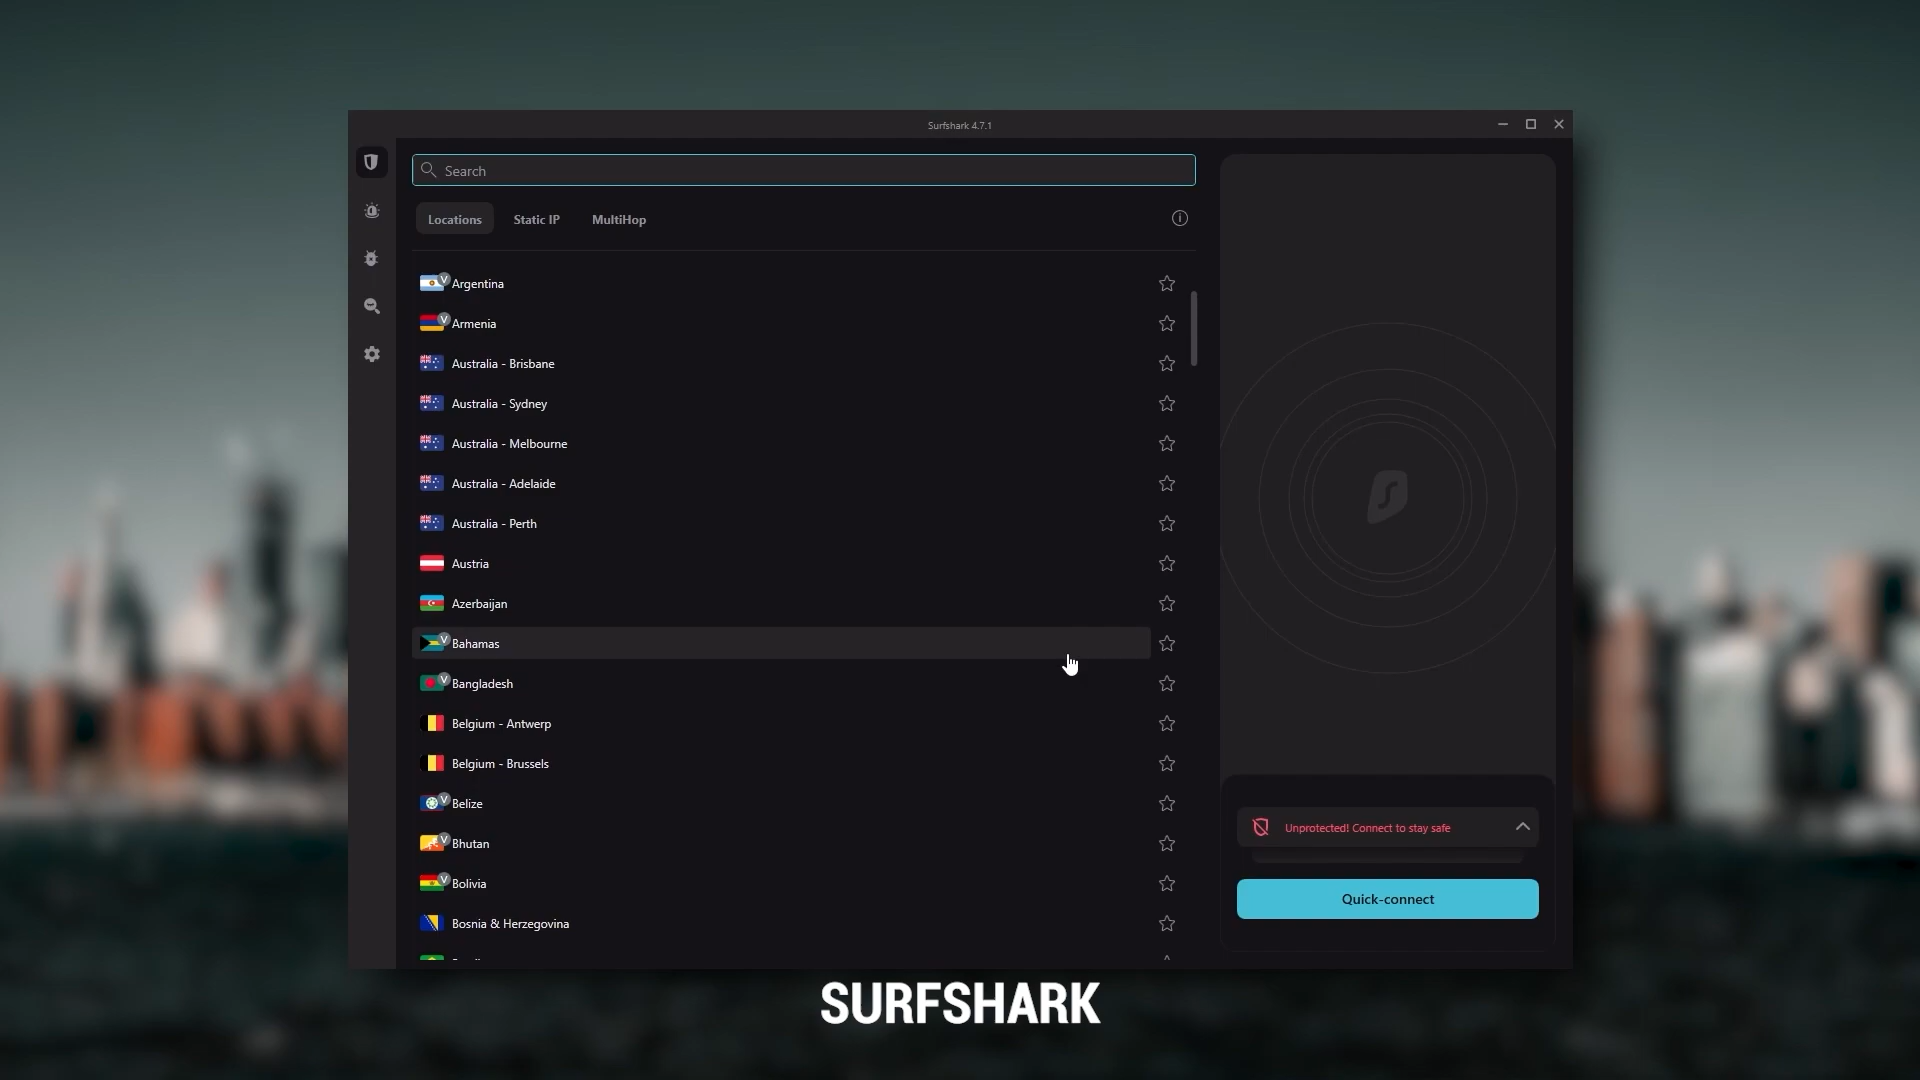 Surfshark 4.7.1
Search
Locations
Static IP
MultiHop
V Argentina
V Armenia
Australia - Brisbane
Australia - Sydney
Australia - Melbourne
Australia - Adelaide
Australia - Perth
Austria
Azerbaijan
V Bahamas
V Bangladesh
Belgium - Antwerp
Belgium - Brussels
V Belize
V Bhutan
V Bolivia
Bosnia & Herzegovina
Unprotected! Connect to stay safe
Quick-connect
SURFSHARK